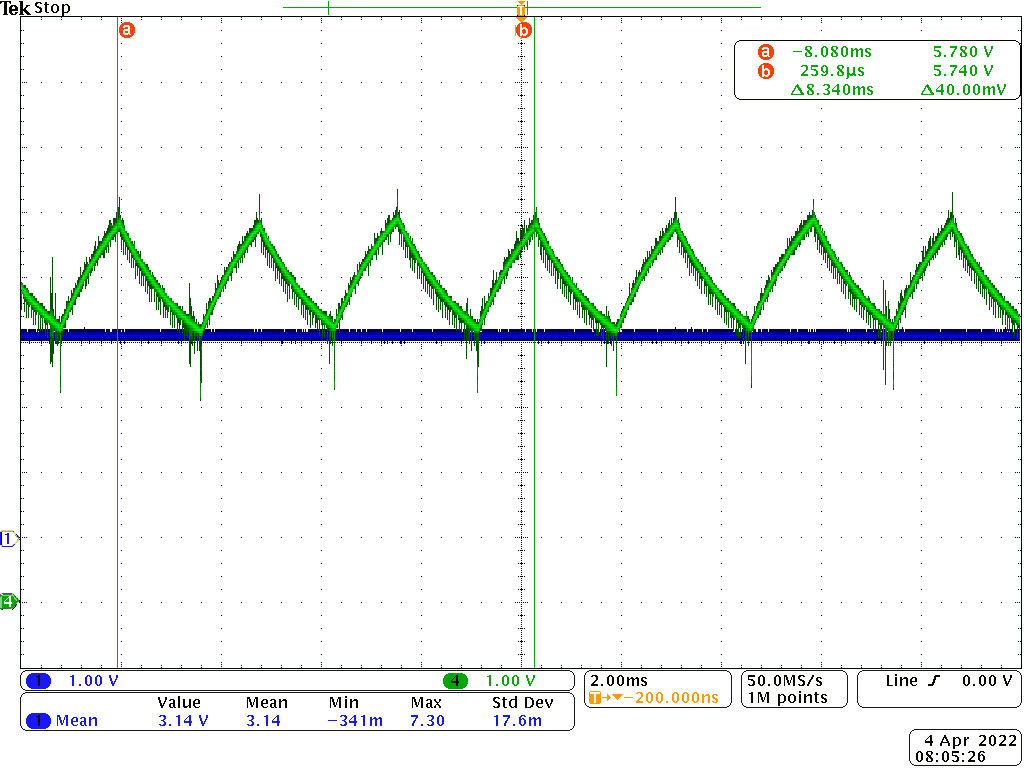 Tek Stop
T
a
b
a −8.080ms 5.780 V
b 259.8µs 5.740 V
Δ8.340ms Δ40.00mV
1
4
1 1.00 V 4 1.00 V
2.00ms
T→▼−200.000ns
50.0MS/s
1M points
Line 0.00 V
Value Mean Min Max Std Dev
1 Mean 3.14 V 3.14 −341m 7.30 17.6m
4 Apr 2022
08:05:26